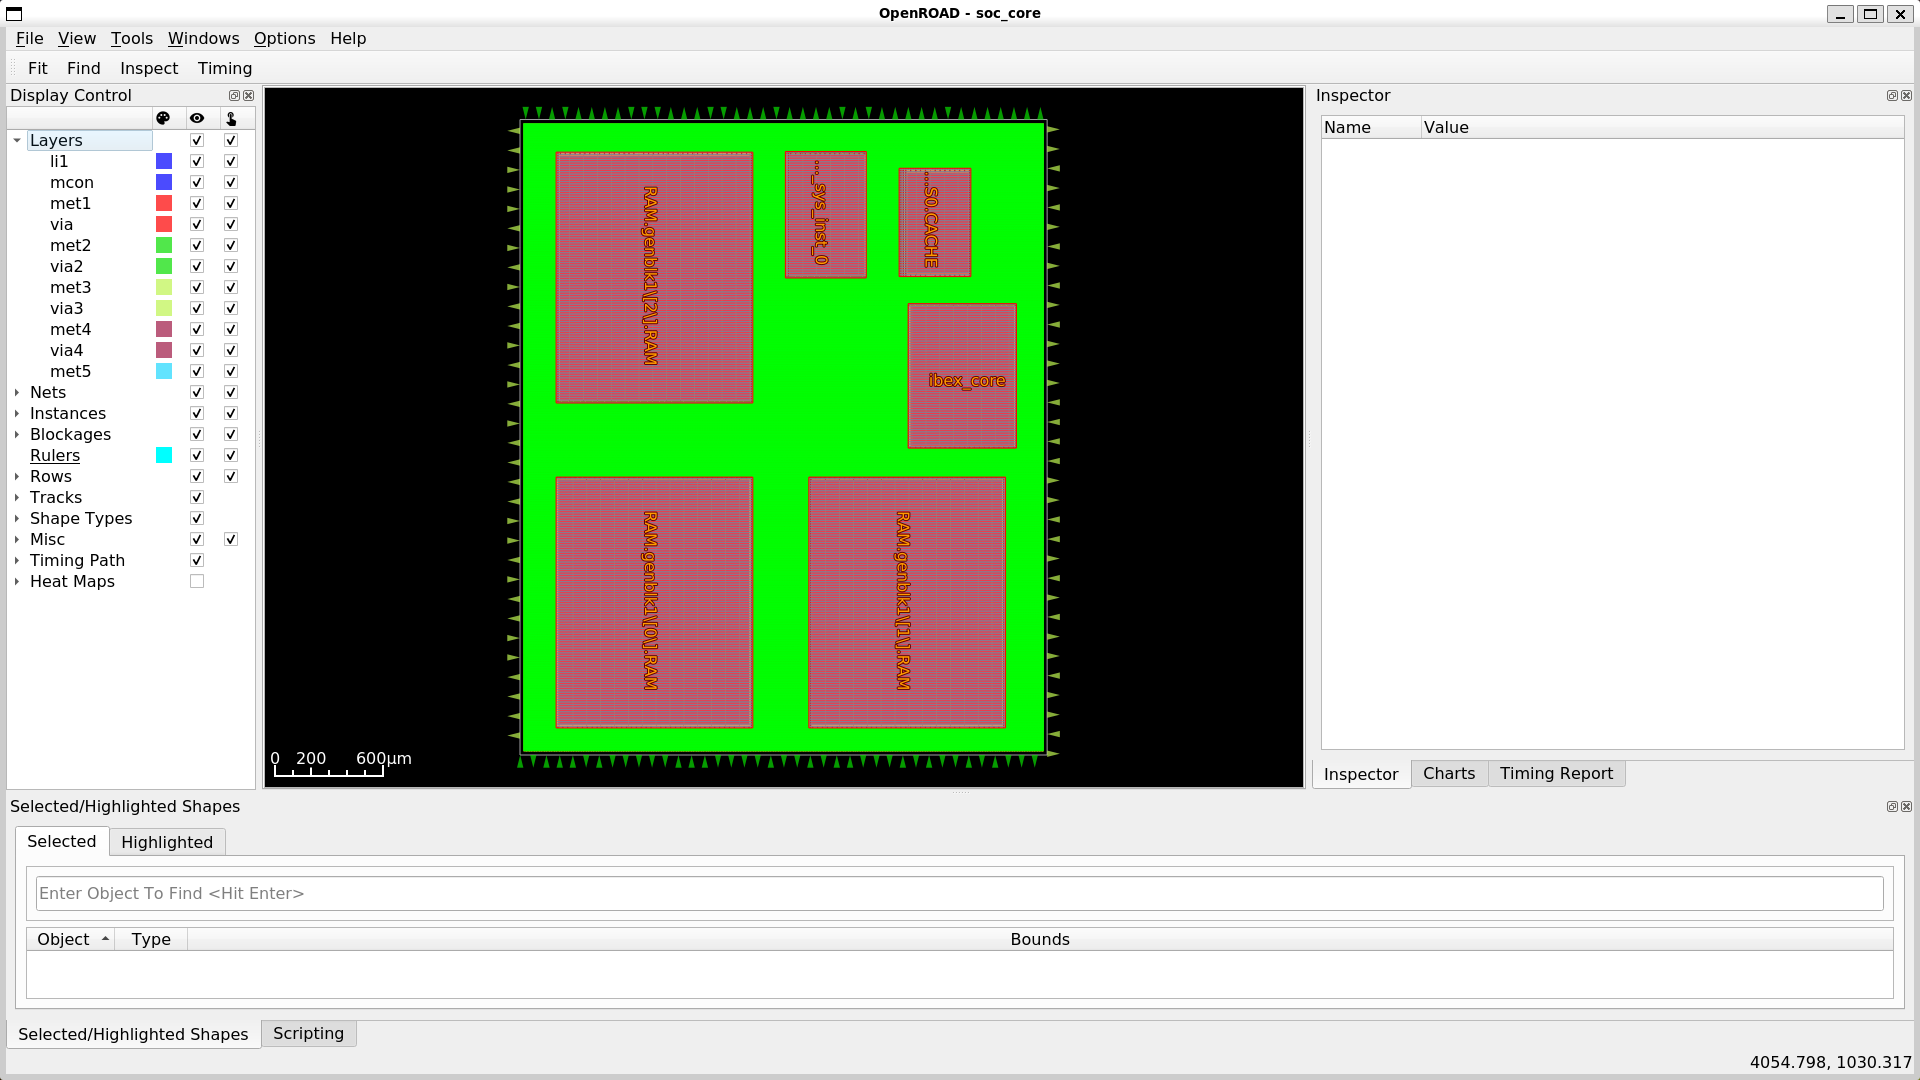 OpenROAD - soc_core
File View Tools Windows Options Help
Fit Find Inspect Timing
Display Control
Layers
li1
mcon
met1
via
met2
via2
met3
via3
met4
via4
met5
Nets
Instances
Blockages
Rulers
Rows
Tracks
Shape Types
Misc
Timing Path
Heat Maps
RAM.genblk1\[2\].RAM
..._sys_inst_0
...S0.CACHE
ibex_core
RAM.genblk1\[0\].RAM
RAM.genblk1\[1\].RAM
0 200 600μm
Inspector
Name Value
Inspector Charts Timing Report
Selected/Highlighted Shapes
Selected Highlighted
Enter Object To Find <Hit Enter>
Object Type Bounds
Selected/Highlighted Shapes Scripting
4054.798, 1030.317